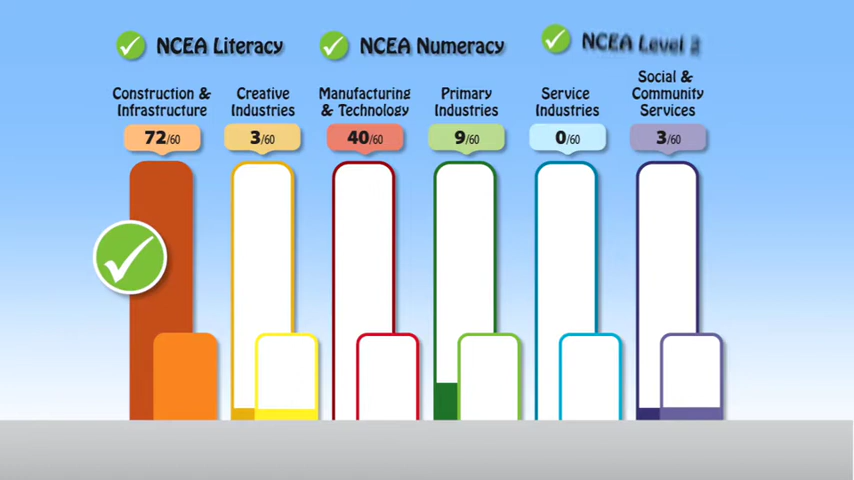 NCEA Literacy NCEA Numeracy NCEA Level 2
Construction & Infrastructure
72/60
Creative Industries
3/60
Manufacturing & Technology
40/60
Primary Industries
9/60
Service Industries
0/60
Social & Community Services
3/60